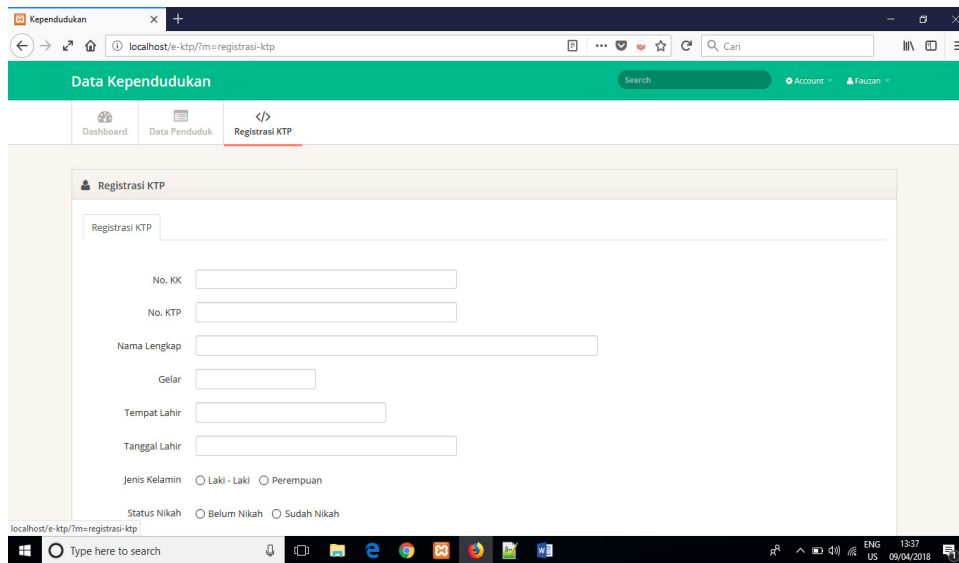 Kependudukan
localhost/e-ktp/?m=registrasi-ktp
Cari
Data Kependudukan
Search
Account
Fauzan
Dashboard
Data Penduduk
</>
Registrasi KTP
Registrasi KTP
Registrasi KTP
No. KK
No. KTP
Nama Lengkap
Gelar
Tempat Lahir
Tanggal Lahir
Jenis Kelamin Laki - Laki Perempuan
Status Nikah Belum Nikah Sudah Nikah
localhost/e-ktp/?m=registrasi-ktp
Type here to search
ENG 13:37
US 09/04/2018